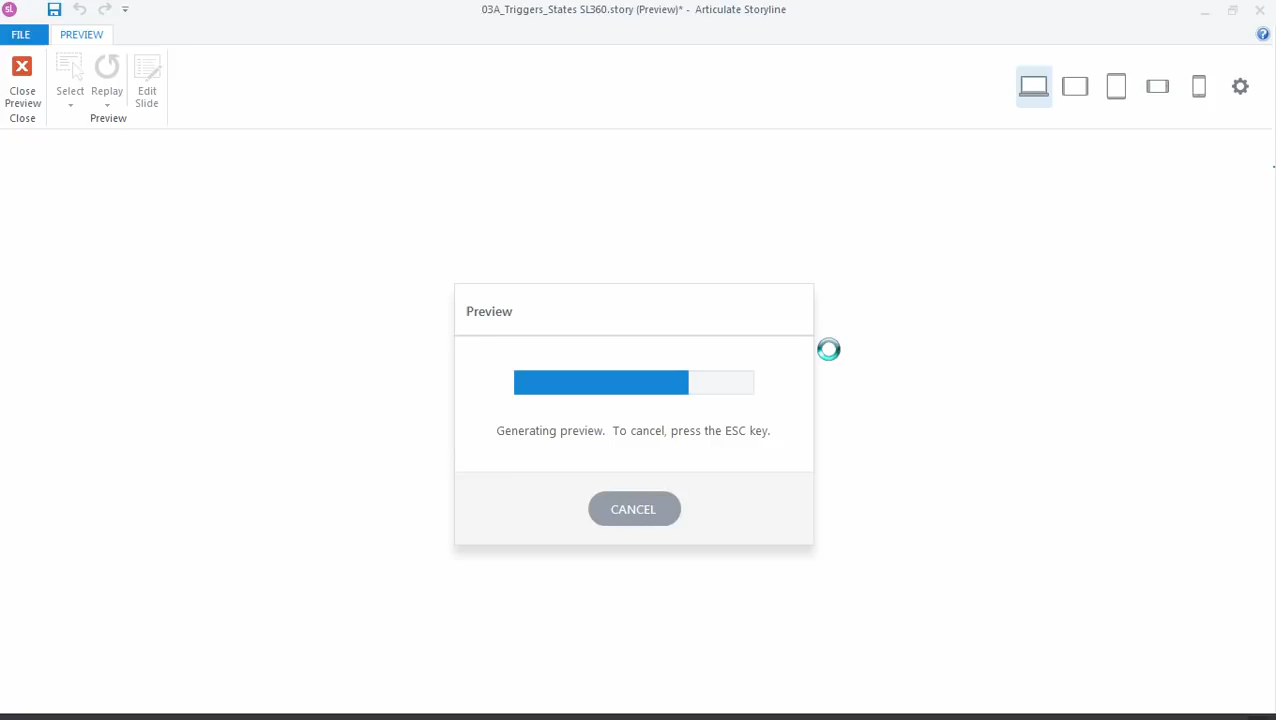 SL
03A_Triggers_States SL360.story (Preview)* - Articulate Storyline
FILE
PREVIEW
?
Close Preview
Select
Replay
Edit Slide
Close
Preview
Preview
Generating preview. To cancel, press the ESC key.
CANCEL